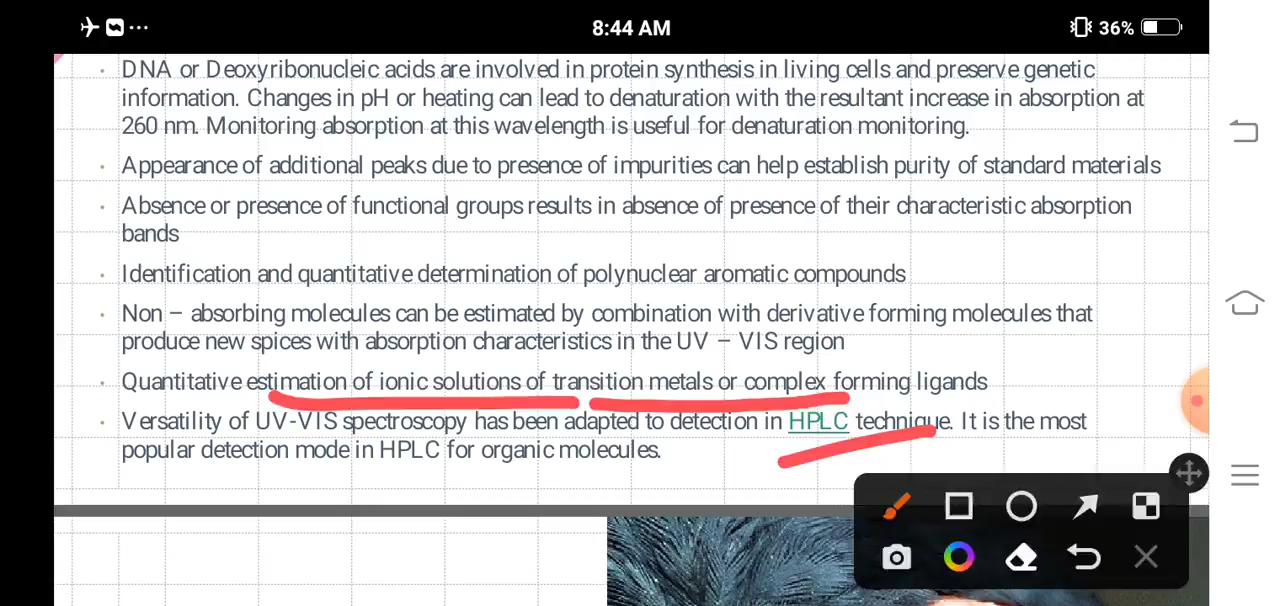 8:44 AM
36%
DNA or Deoxyribonucleic acids are involved in protein synthesis in living cells and preserve genetic
information. Changes in pH or heating can lead to denaturation with the resultant increase in absorption at
260 nm. Monitoring absorption at this wavelength is useful for denaturation monitoring.
Appearance of additional peaks due to presence of impurities can help establish purity of standard materials
Absence or presence of functional groups results in absence of presence of their characteristic absorption
bands
Identification and quantitative determination of polynuclear aromatic compounds
Non – absorbing molecules can be estimated by combination with derivative forming molecules that
produce new spices with absorption characteristics in the UV – VIS region
Quantitative estimation of ionic solutions of transition metals or complex forming ligands
Versatility of UV-VIS spectroscopy has been adapted to detection in HPLC technique. It is the most
popular detection mode in HPLC for organic molecules.